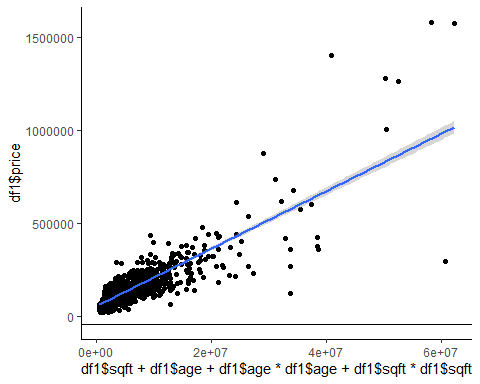 1500000
1000000
500000
0
df1$price
0e+00
2e+07
4e+07
6e+07
df1$sqft + df1$age + df1$age * df1$age + df1$sqft * df1$sqft